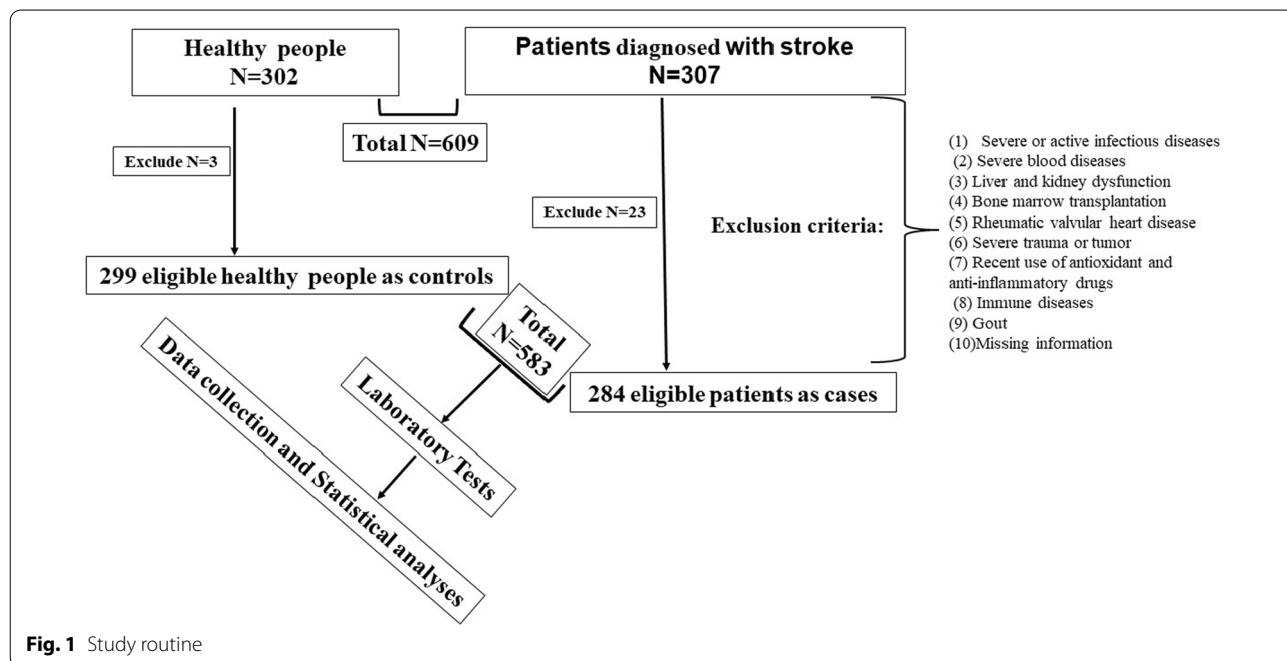 Healthy people
N=302
Patients diagnosed with stroke
N=307
Total N=609
Exclude N=3
Exclude N=23
Exclusion criteria:
(1) Severe or active infectious diseases
(2) Severe blood diseases
(3) Liver and kidney dysfunction
(4) Bone marrow transplantation
(5) Rheumatic valvular heart disease
(6) Severe trauma or tumor
(7) Recent use of antioxidant and
anti-inflammatory drugs
(8) Immune diseases
(9) Gout
(10)Missing information
299 eligible healthy people as controls
284 eligible patients as cases
Total
N=583
Laboratory Tests
Data collection and Statistical analyses
Fig. 1 Study routine